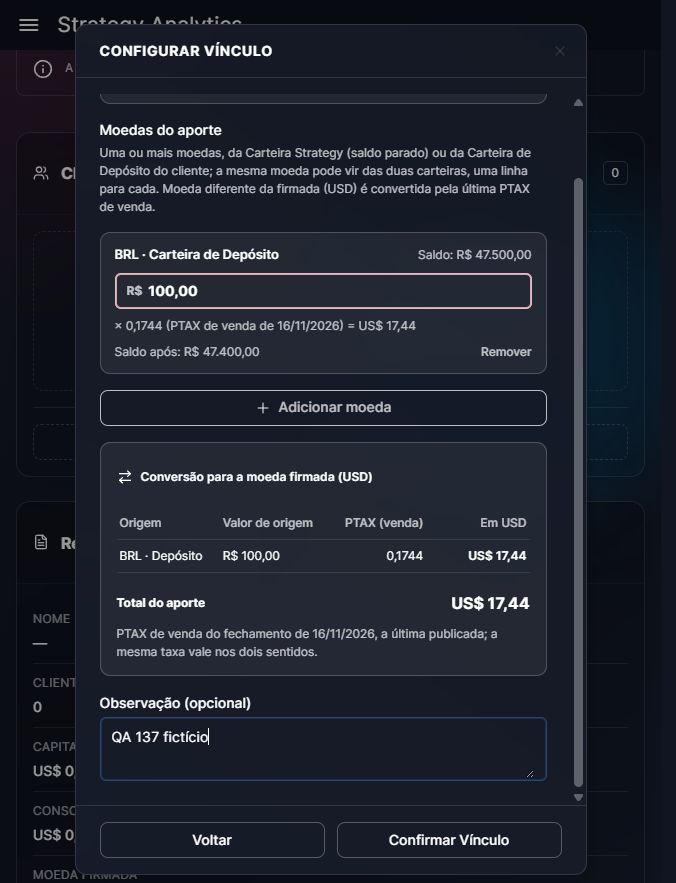 Strategy Analytics
CONFIGURAR VÍNCULO
×
A
0
Moedas do aporte
Uma ou mais moedas, da Carteira Strategy (saldo parado) ou da Carteira de
Depósito do cliente; a mesma moeda pode vir das duas carteiras, uma linha
para cada. Moeda diferente da firmada (USD) é convertida pela última PTAX
de venda.
BRL · Carteira de Depósito Saldo: R$ 47.500,00
R$ 100,00
× 0,1744 (PTAX de venda de 16/11/2026) = US$ 17,44
Saldo após: R$ 47.400,00 Remover
+ Adicionar moeda
Conversão para a moeda firmada (USD)
Origem Valor de origem PTAX (venda) Em USD
BRL · Depósito R$ 100,00 0,1744 US$ 17,44
Total do aporte US$ 17,44
PTAX de venda do fechamento de 16/11/2026, a última publicada; a
mesma taxa vale nos dois sentidos.
Observação (opcional)
QA 137 fictício
Voltar Confirmar Vínculo
Re
NOME
—
CLIENT
0
CAPITA
US$ 0,
CONSO
US$ 0,
MOEDA FIRMADA